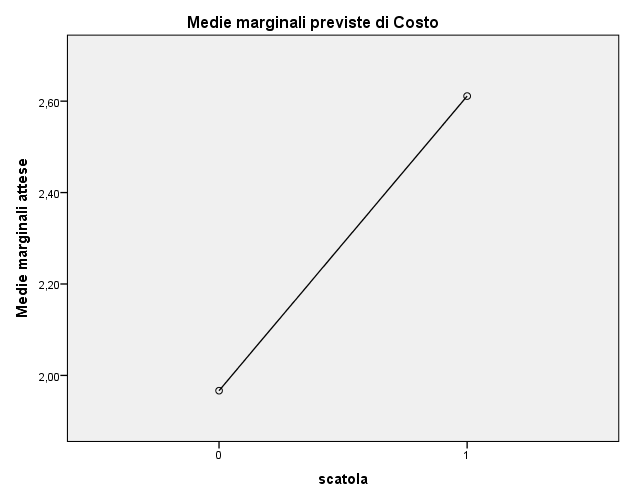 Medie marginali previste di Costo
Medie marginali attese
2,60
2,40
2,20
2,00
0
1
scatola